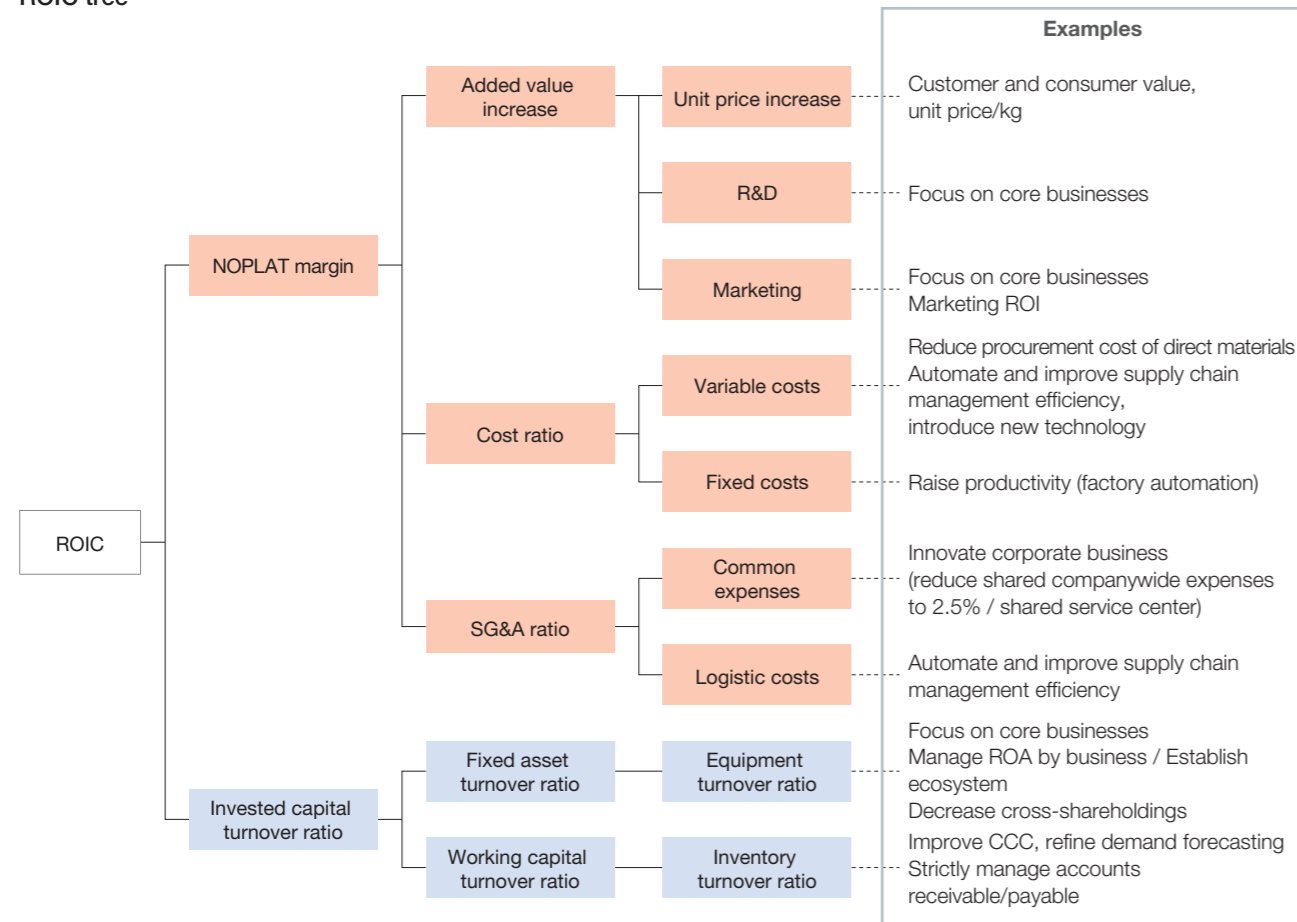 ROIC tree
Examples
Added value
increase
Unit price increase
Customer and consumer value,
unit price/kg
R&D
Focus on core businesses
NOPLAT margin
Marketing
Focus on core businesses
Marketing ROI
Cost ratio
Variable costs
Reduce procurement cost of direct materials
Automate and improve supply chain
management efficiency,
introduce new technology
Fixed costs
Raise productivity (factory automation)
ROIC
SG&A ratio
Common
expenses
Innovate corporate business
(reduce shared companywide expenses
to 2.5% / shared service center)
Logistic costs
Automate and improve supply chain
management efficiency
Invested capital
turnover ratio
Fixed asset
turnover ratio
Equipment
turnover ratio
Focus on core businesses
Manage ROA by business / Establish
ecosystem
Decrease cross-shareholdings
Working capital
turnover ratio
Inventory
turnover ratio
Improve CCC, refine demand forecasting
Strictly manage accounts
receivable/payable